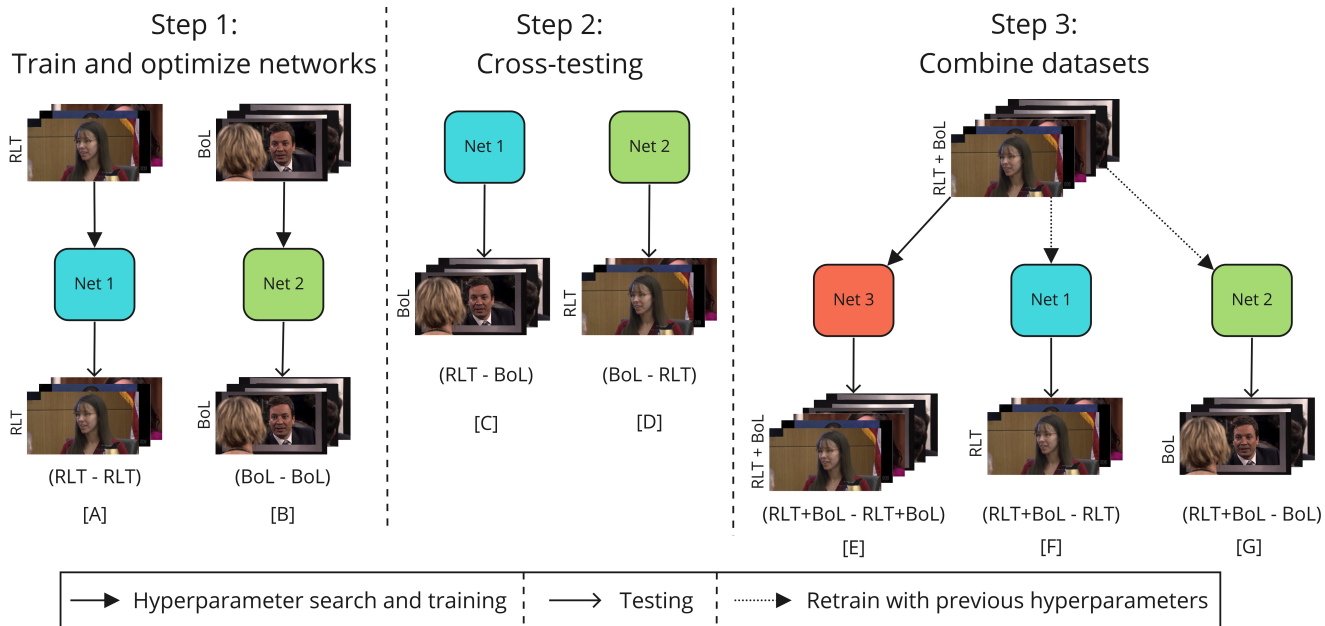 Step 1:
Train and optimize networks
RLT
BoL
Net 1
Net 2
RLT
BoL
(RLT - RLT)
(BoL - BoL)
[A]
[B]
Step 2:
Cross-testing
Net 1
Net 2
BoL
RLT
(RLT - BoL)
(BoL - RLT)
[C]
[D]
Step 3:
Combine datasets
RLT + BoL
Net 3
Net 1
Net 2
RLT + BoL
RLT
BoL
(RLT+BoL - RLT+BoL)
(RLT+BoL - RLT)
(RLT+BoL - BoL)
[E]
[F]
[G]
Hyperparameter search and training
Testing
Retrain with previous hyperparameters